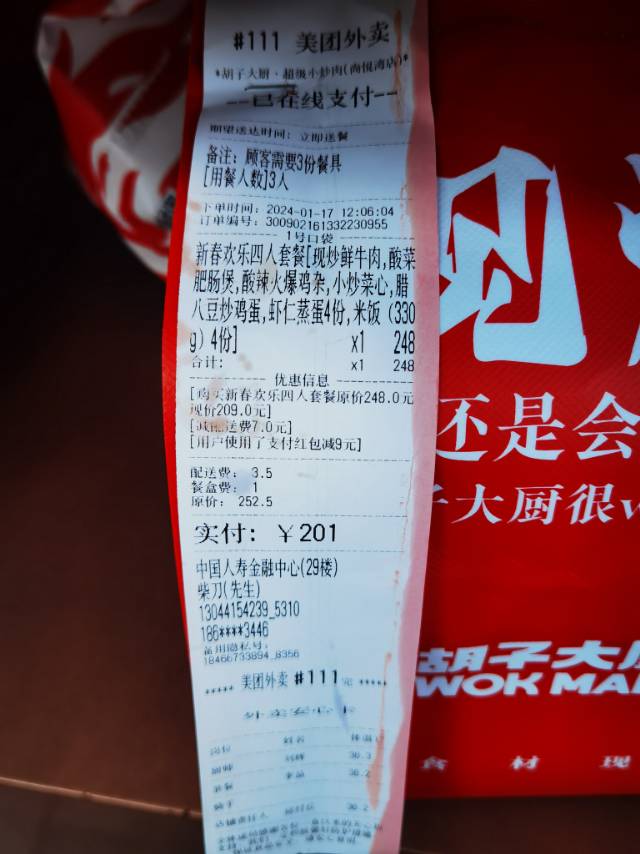 #111 美团外卖
*胡子大厨·超级小炒肉(尚悦湾店)*
--已在线支付--
期望送达时间: 立即送餐
备注: 顾客需要3份餐具
[用餐人数]3人
下单时间: 2024-01-17 12:06:04
订单编号: 300902161332230955
1号口袋
新春欢乐四人套餐[现炒鲜牛肉,酸菜
肥肠煲,酸辣火爆鸡杂,小炒菜心,腊
八豆炒鸡蛋,虾仁蒸蛋4份,米饭(330
g)4份] x1 248
合计: x1 248
优惠信息
[购买新春欢乐四人套餐原价248.0元
现价209.0元]
[减配送费7.0元]
[用户使用了支付红包减9元]
配送费: 3.5
餐盒费: 1
原价: 252.5
实付: ￥201
中国人寿金融中心(29楼)
柴刀(先生)
13044154239_5310
186****3446
备用隐私号:
18466733894_8356
***** 美团外卖 #111 *****
还是会
子大厨很
胡子大
WOK MA
食 材 现